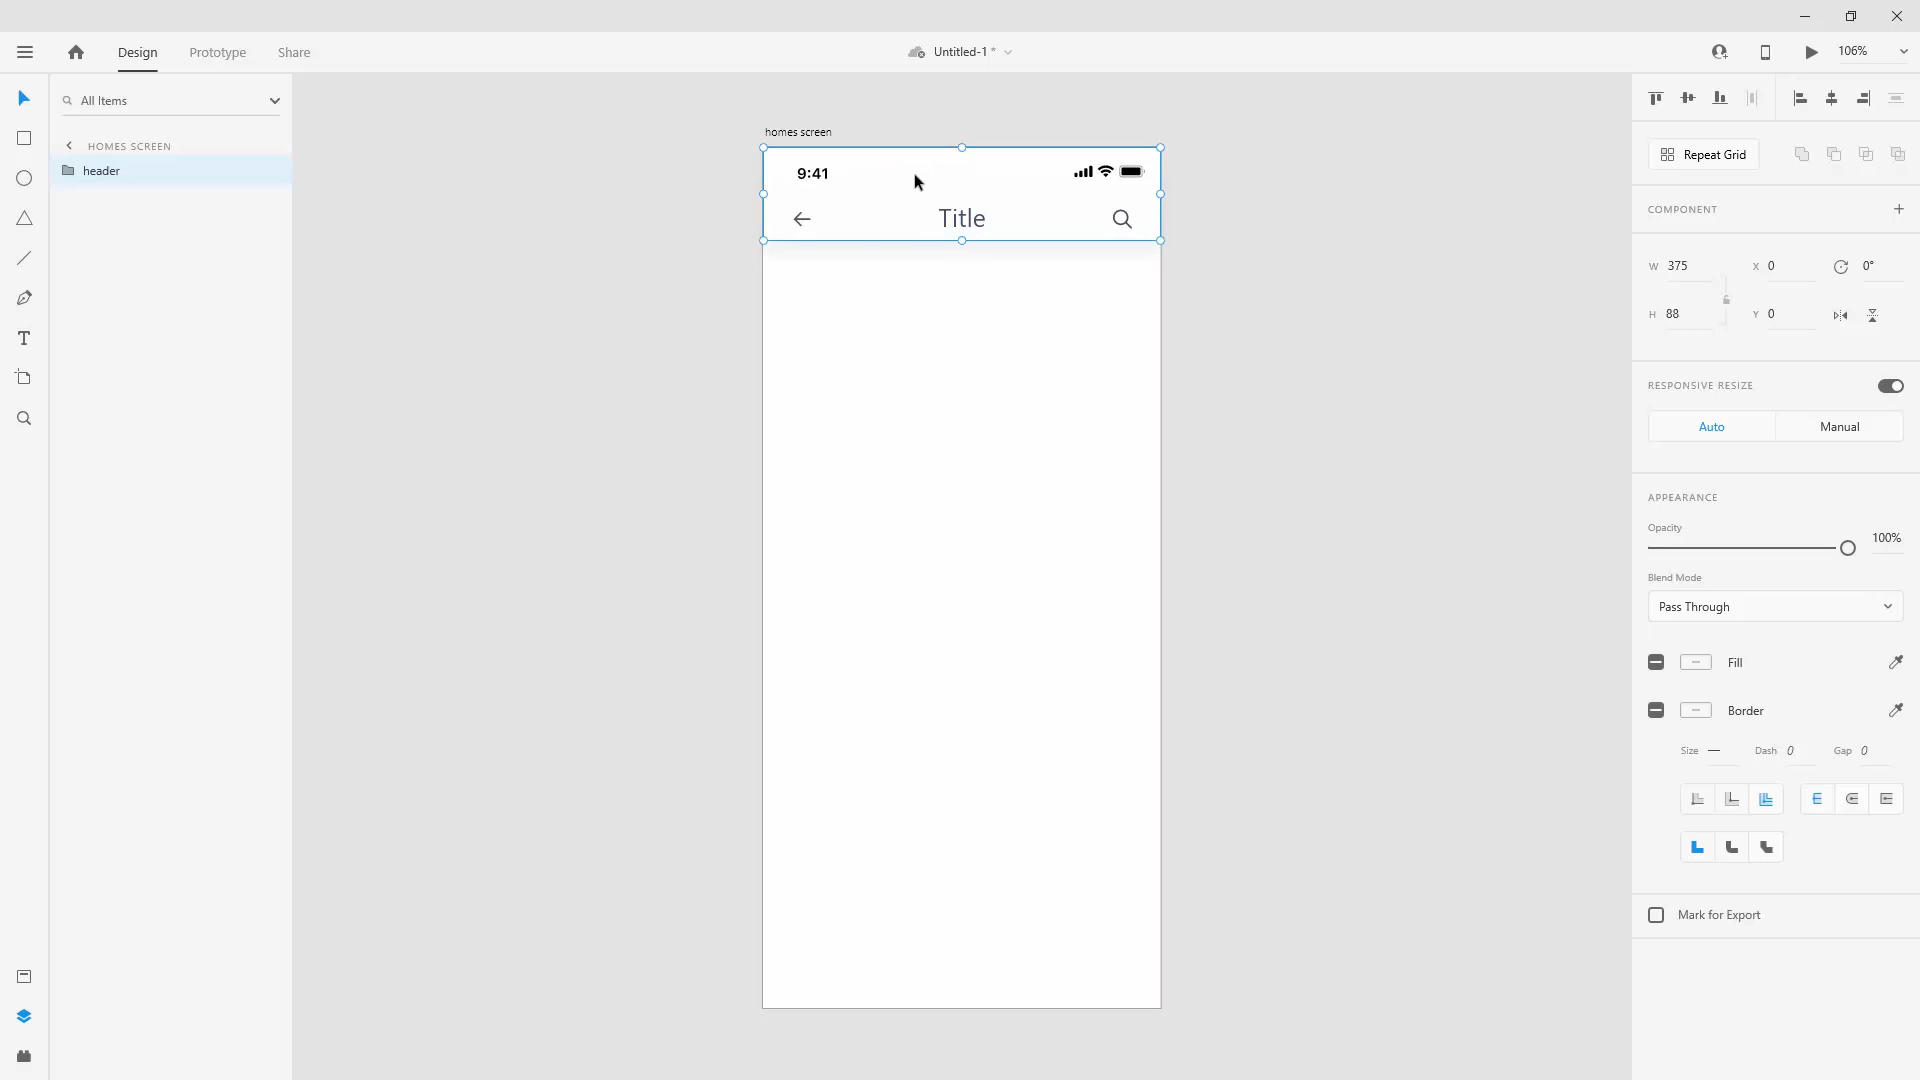 Design
Prototype
Share
Untitled-1 *
106%
All Items
HOMES SCREEN
header
homes screen
9:41
Title
Repeat Grid
COMPONENT
W 375
X 0
0°
H 88
Y 0
RESPONSIVE RESIZE
Auto
Manual
APPEARANCE
Opacity
100%
Blend Mode
Pass Through
Fill
Border
Size —
Dash 0
Gap 0
Mark for Export